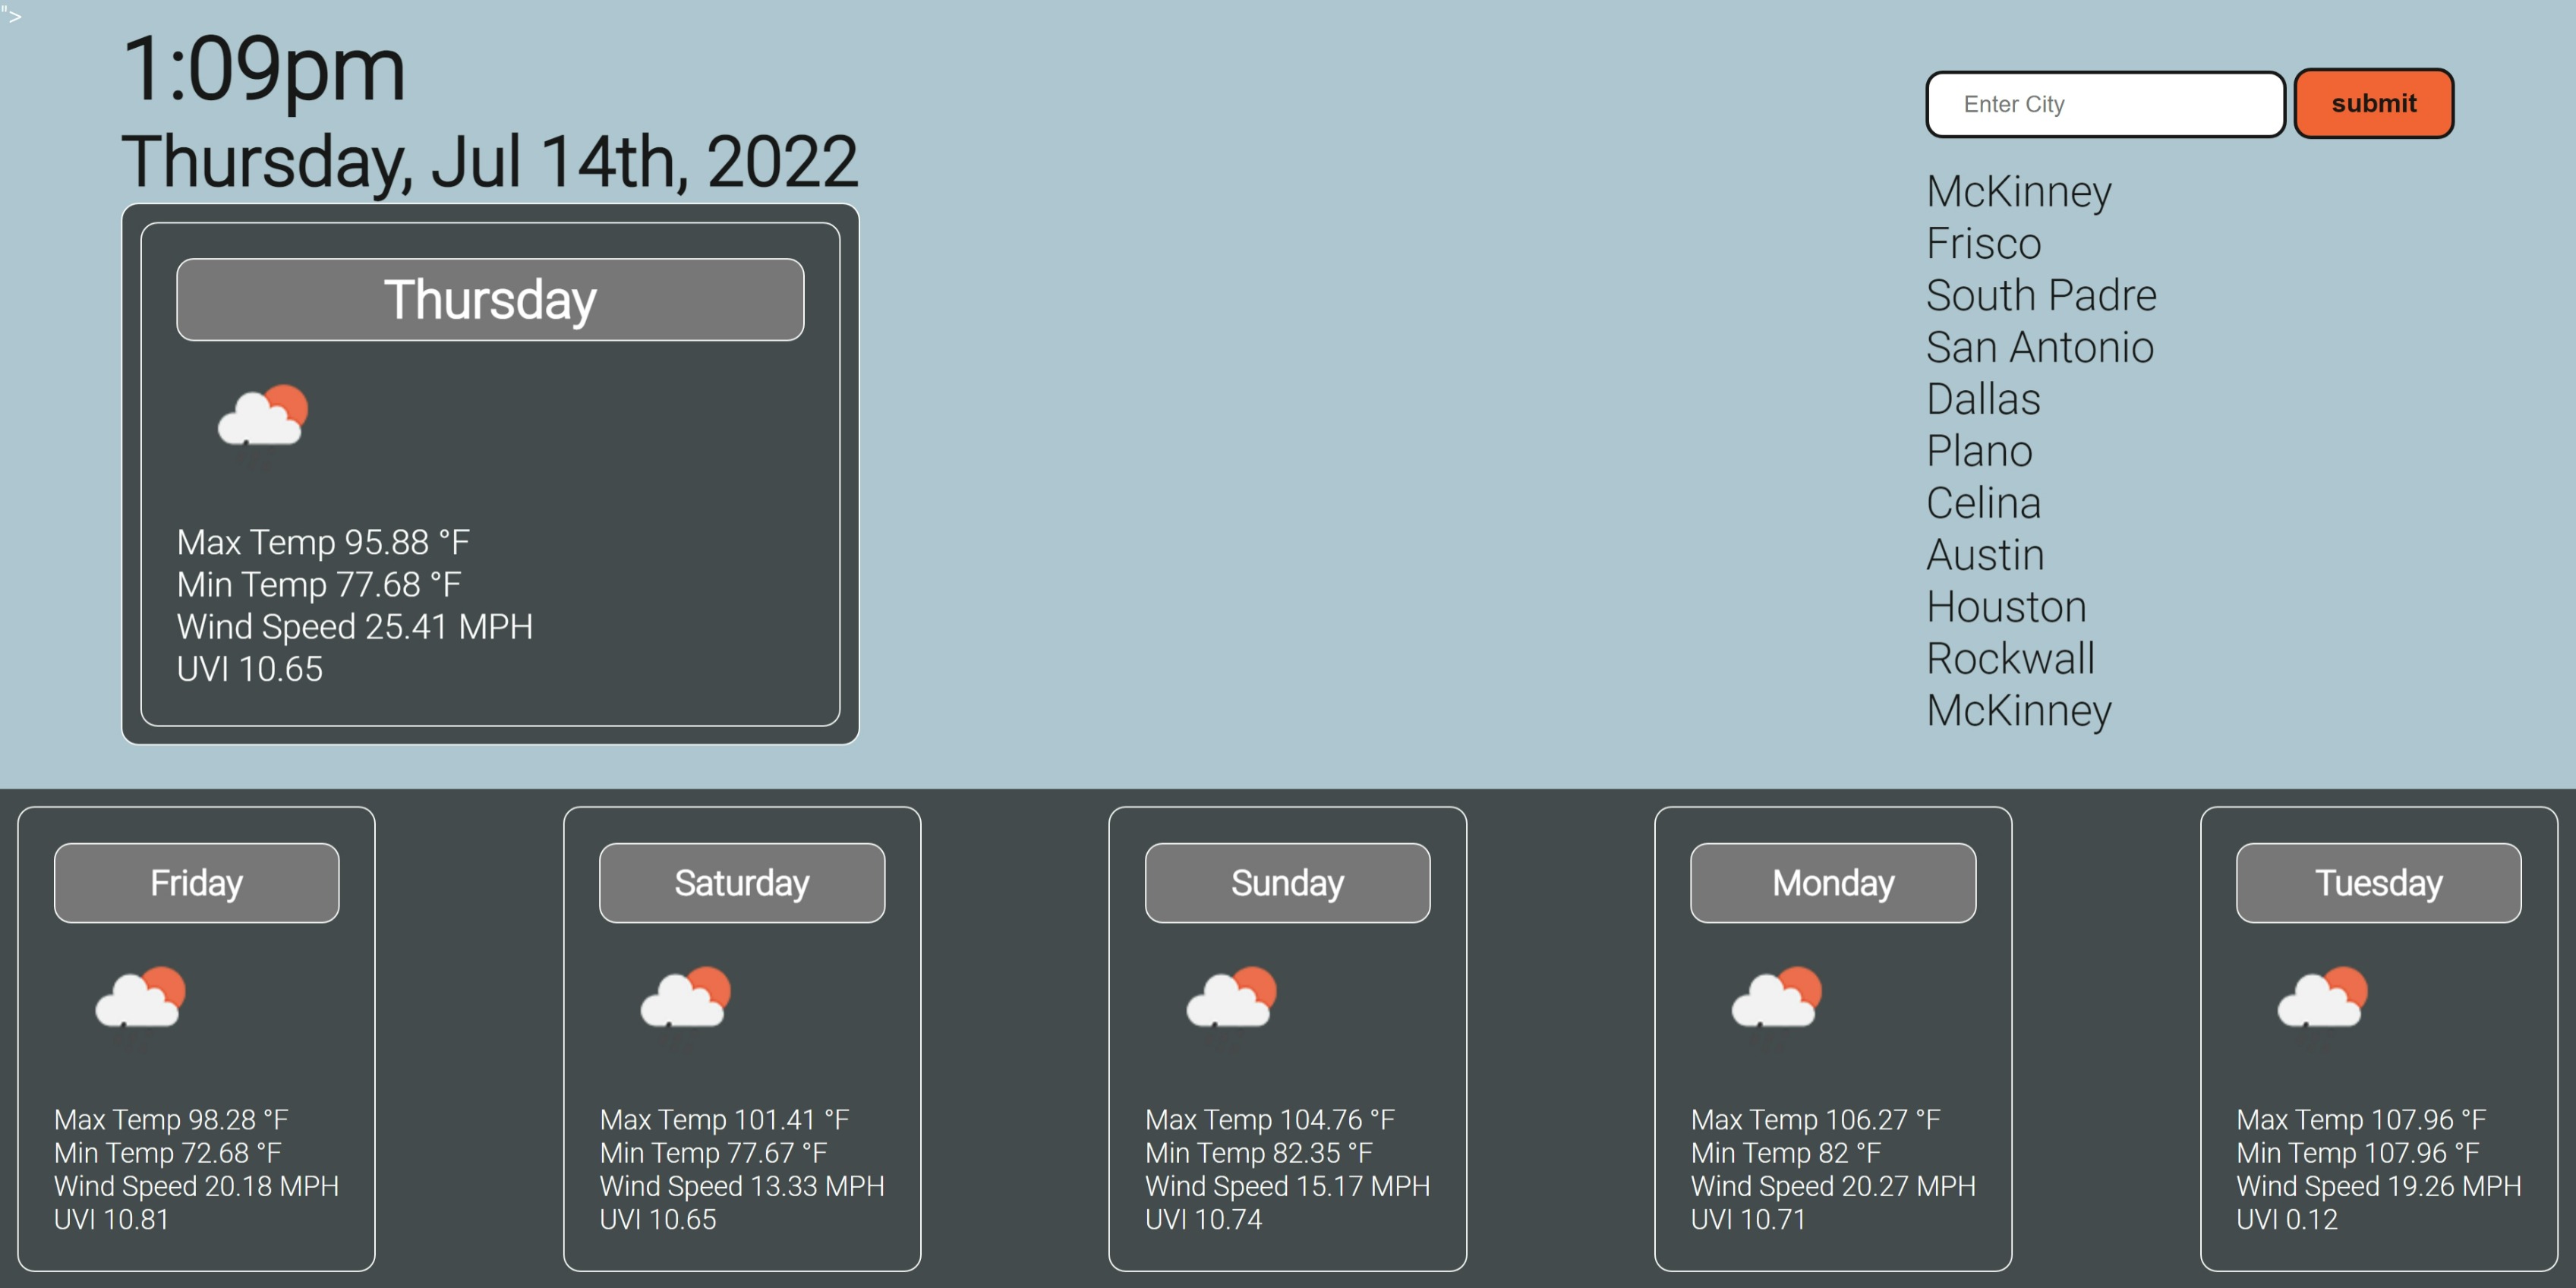 ">
1:09pm
Thursday, Jul 14th, 2022
Enter City
submit
McKinney
Frisco
South Padre
San Antonio
Dallas
Plano
Celina
Austin
Houston
Rockwall
McKinney
Thursday
Max Temp 95.88 °F
Min Temp 77.68 °F
Wind Speed 25.41 MPH
UVI 10.65
Friday
Max Temp 98.28 °F
Min Temp 72.68 °F
Wind Speed 20.18 MPH
UVI 10.81
Saturday
Max Temp 101.41 °F
Min Temp 77.67 °F
Wind Speed 13.33 MPH
UVI 10.65
Sunday
Max Temp 104.76 °F
Min Temp 82.35 °F
Wind Speed 15.17 MPH
UVI 10.74
Monday
Max Temp 106.27 °F
Min Temp 82 °F
Wind Speed 20.27 MPH
UVI 10.71
Tuesday
Max Temp 107.96 °F
Min Temp 107.96 °F
Wind Speed 19.26 MPH
UVI 0.12